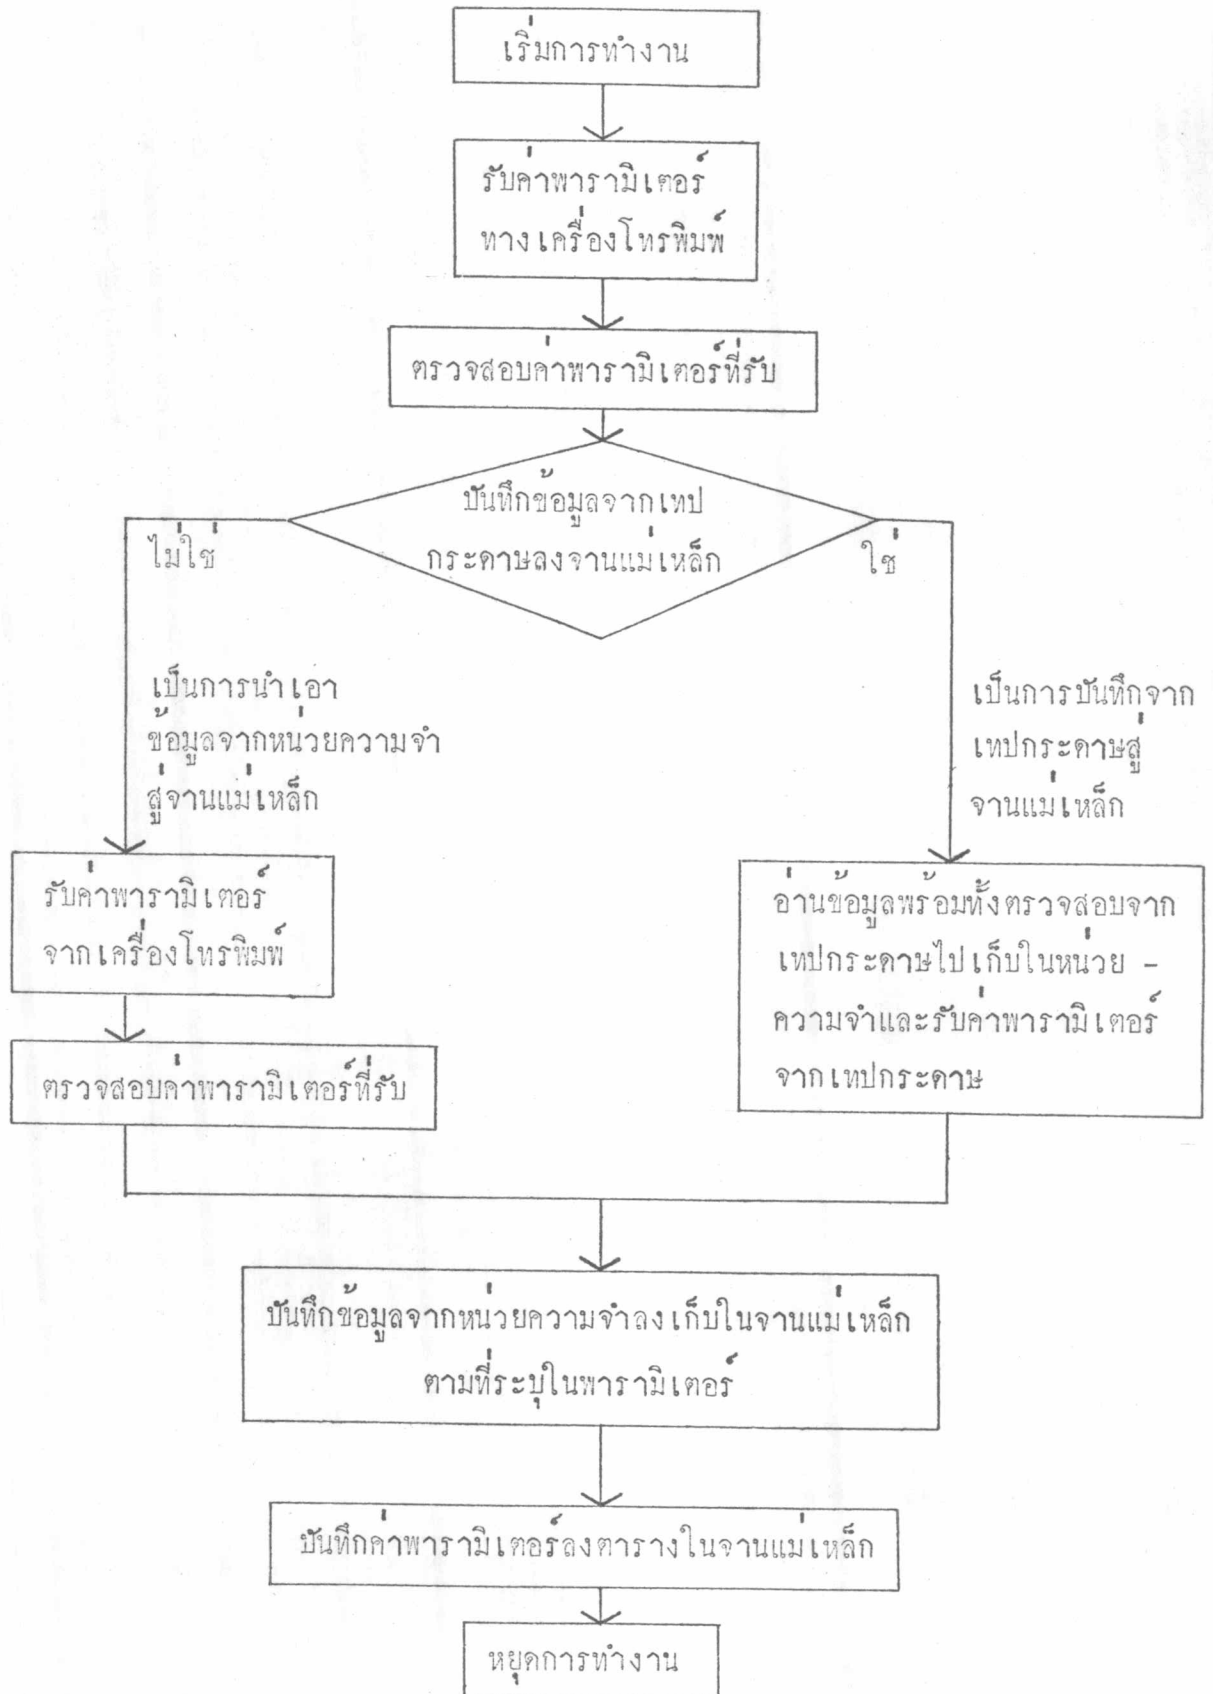 เริ่มการทำงาน
รับค่าพารามิเตอร์
ทางเครื่องโทรพิมพ์
ตรวจสอบค่าพารามิเตอร์ที่รับ
บันทึกข้อมูลจากเทป
กระดาษลงจานแม่เหล็ก
ไม่ใช่
ใช่
เป็นการนำเอา
ข้อมูลจากหน่วยความจำ
สู่จานแม่เหล็ก
เป็นการบันทึกจาก
เทปกระดาษสู่
จานแม่เหล็ก
รับค่าพารามิเตอร์
จากเครื่องโทรพิมพ์
ตรวจสอบค่าพารามิเตอร์ที่รับ
อ่านข้อมูลพร้อมทั้งตรวจสอบจาก
เทปกระดาษไปเก็บในหน่วย -
ความจำและรับค่าพารามิเตอร์
จากเทปกระดาษ
บันทึกข้อมูลจากหน่วยความจำลงเก็บในจานแม่เหล็ก
ตามที่ระบุในพารามิเตอร์
บันทึกค่าพารามิเตอร์ลงตารางในจานแม่เหล็ก
หยุดการทำงาน